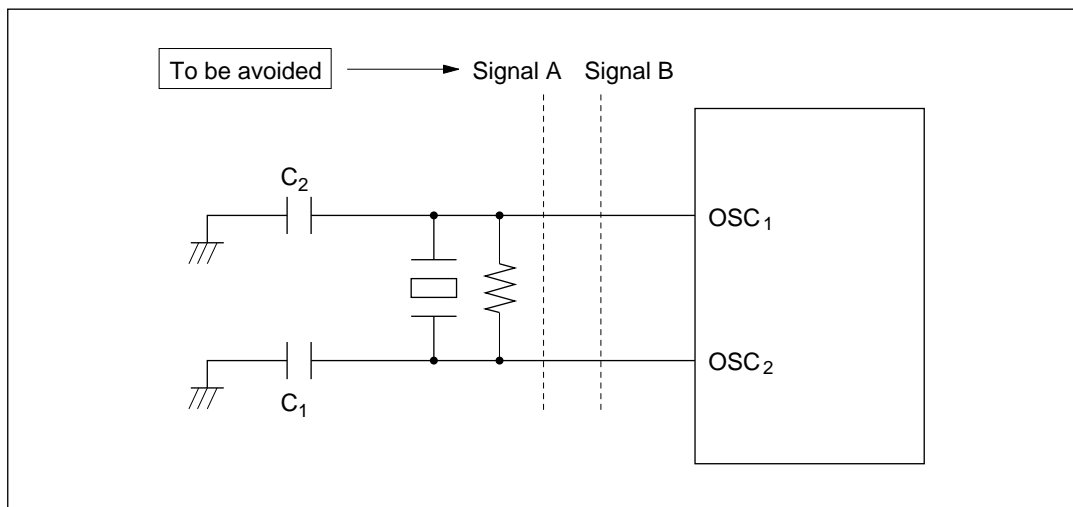 To be avoided Signal A Signal B
C2
OSC1
OSC2
C1